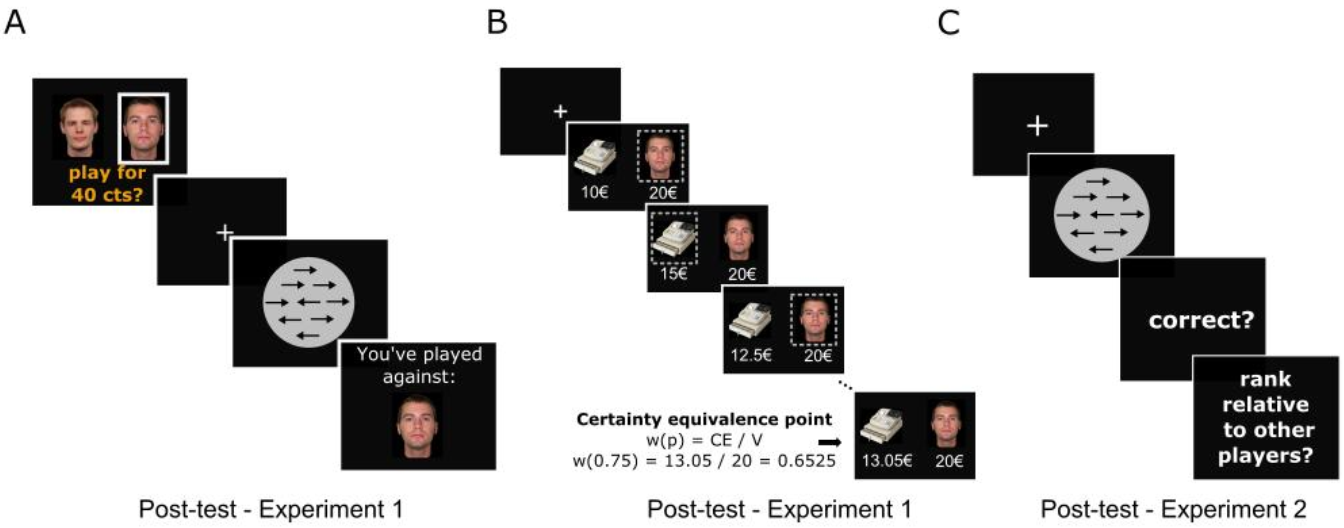 A
play for
40 cts?
+
You've played
against:
Post-test - Experiment 1
B
+
10€ 20€
15€ 20€
12.5€ 20€
Certainty equivalence point
w(p) = CE / V
w(0.75) = 13.05 / 20 = 0.6525
13.05€ 20€
Post-test - Experiment 1
C
+
correct?
rank
relative
to other
players?
Post-test - Experiment 2